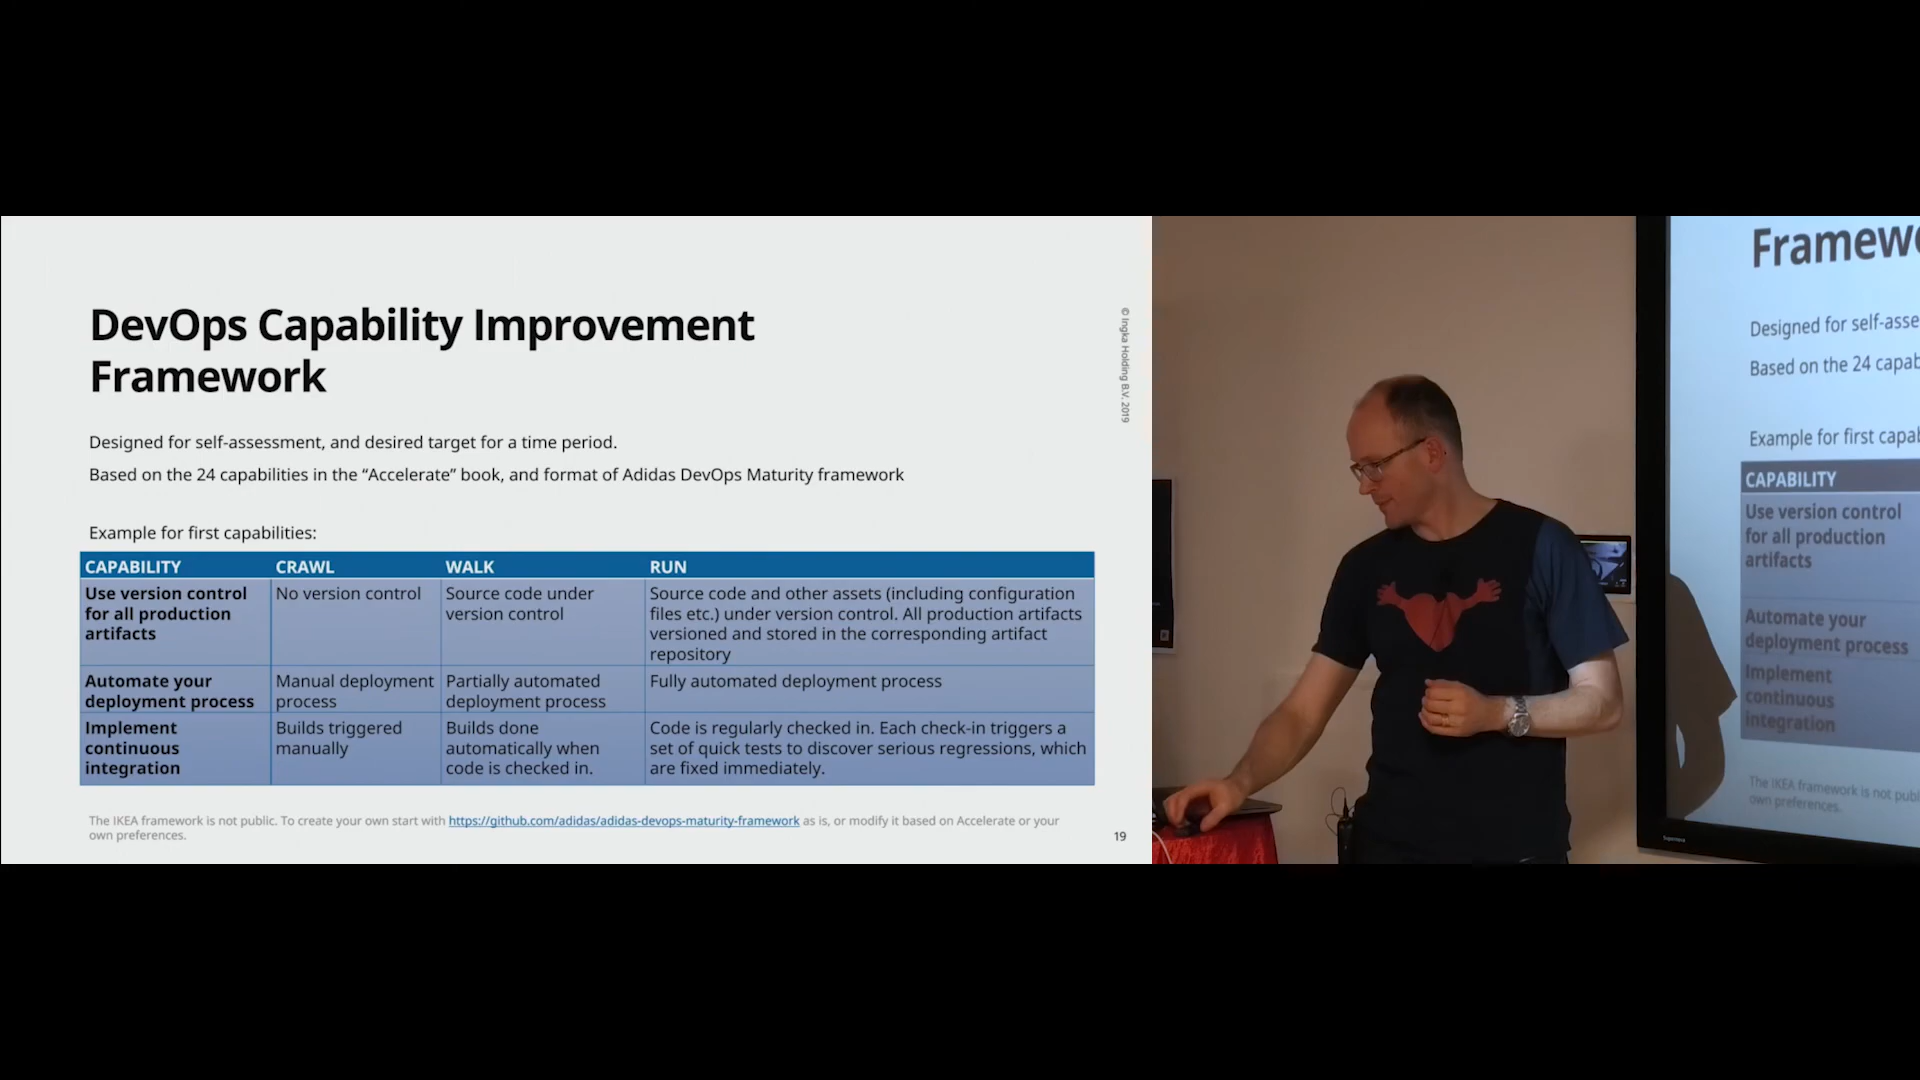 DevOps Capability Improvement
Framework
Designed for self-assessment, and desired target for a time period.
Based on the 24 capabilities in the “Accelerate” book, and format of Adidas DevOps Maturity framework
Example for first capabilities:
CAPABILITY CRAWL WALK RUN
Use version control No version control Source code under Source code and other assets (including configuration
for all production version control files etc.) under version control. All production artifacts
artifacts versioned and stored in the corresponding artifact
repository
Automate your Manual deployment Partially automated Fully automated deployment process
deployment process process deployment process
Implement Builds triggered Builds done Code is regularly checked in. Each check-in triggers a
continuous manually automatically when set of quick tests to discover serious regressions, which
integration code is checked in. are fixed immediately.
The IKEA framework is not public. To create your own start with https://github.com/adidas/adidas-devops-maturity-framework as is, or modify it based on Accelerate or your
own preferences.
19
© Ingka Holding B.V. 2019
Framewo
Designed for self-asse
Based on the 24 capab
Example for first capab
CAPABILITY
Use version control
for all production
artifacts
Automate your
deployment process
Implement
continuous
integration
The IKEA framework is not publ
own preferences.